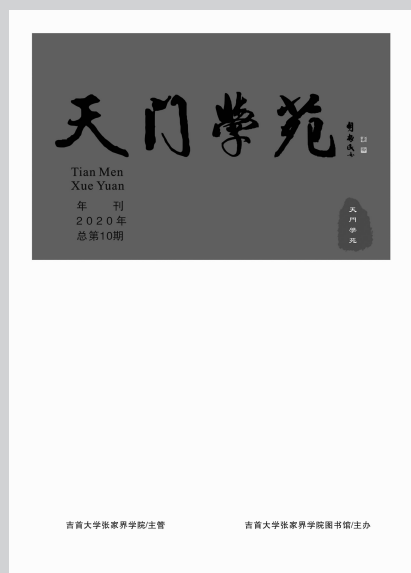 天门学苑
Tian Men
Xue Yuan
年 刊
2020年
总第10期
天
门
学
苑
吉首大学张家界学院/主管
吉首大学张家界学院图书馆/主办